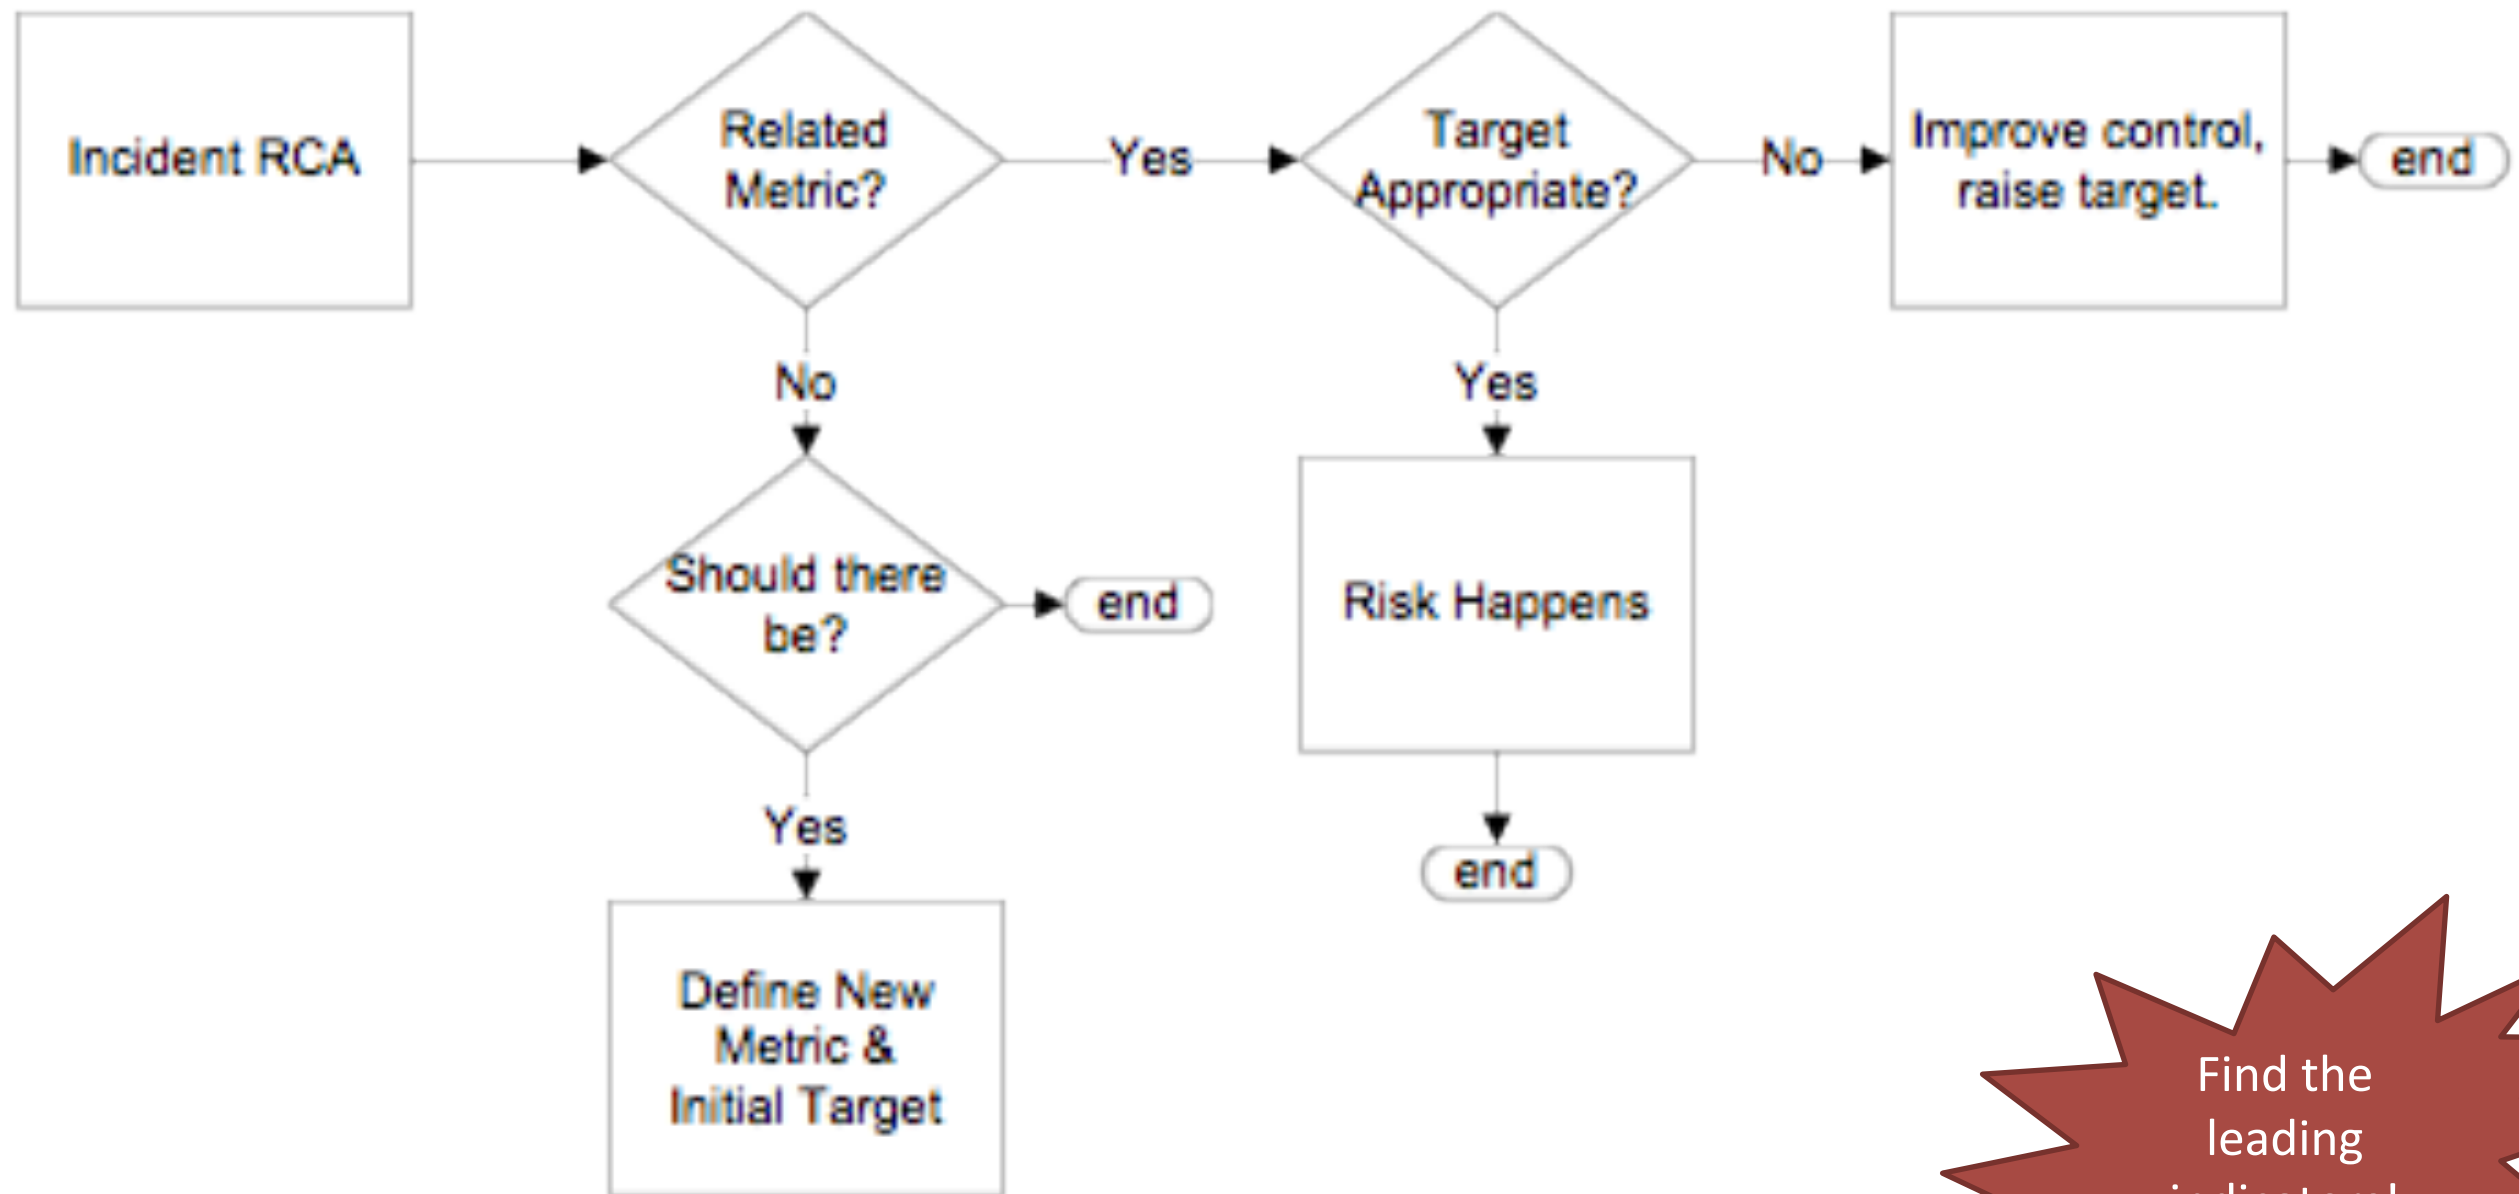 Incident RCA
Related
Metric?
Yes
Target
Appropriate?
No
Improve control,
raise target.
end
No
Yes
Should there
be?
end
Risk Happens
Yes
end
Define New
Metric &
Initial Target
Find the
leading